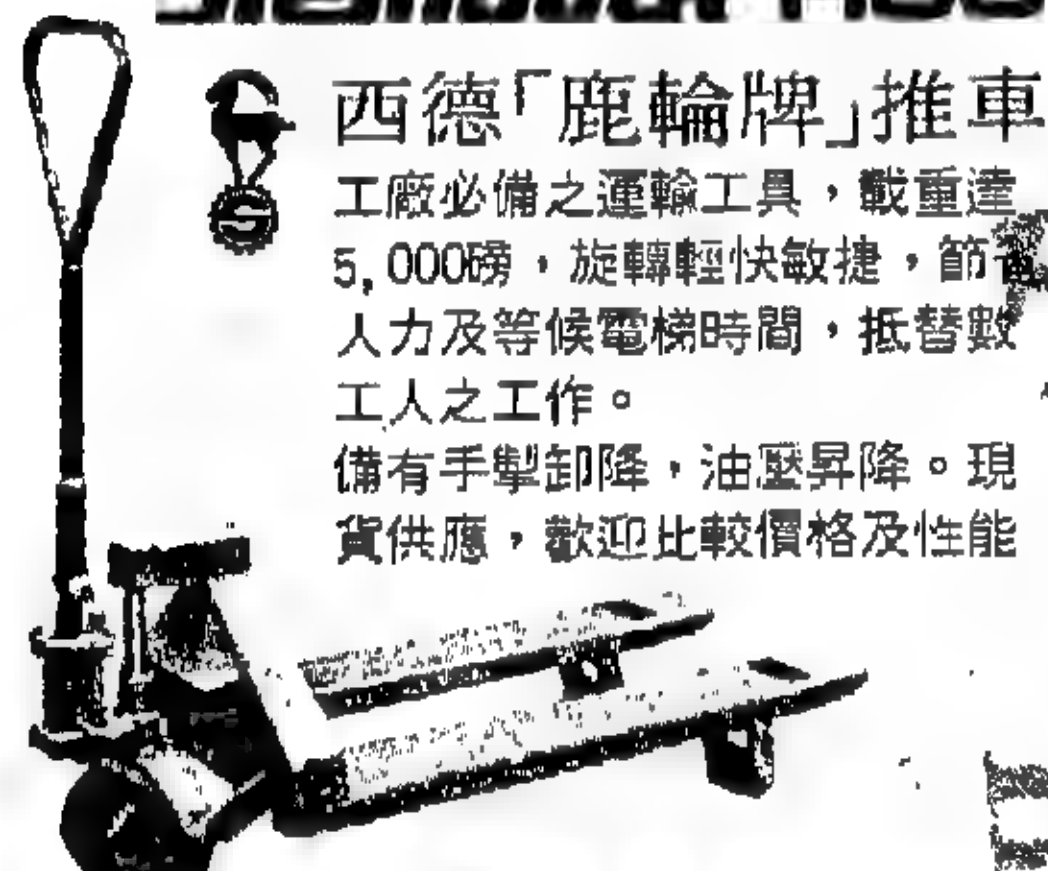 西德「鹿輪牌」推車
工廠必備之運輸工具，載重達
5,000磅，旋轉輕快敏捷，節省
人力及等候電梯時間，抵替數
工人之工作。
備有手掣卸降，油壓昇降。現
貨供應，歡迎比較價格及性能